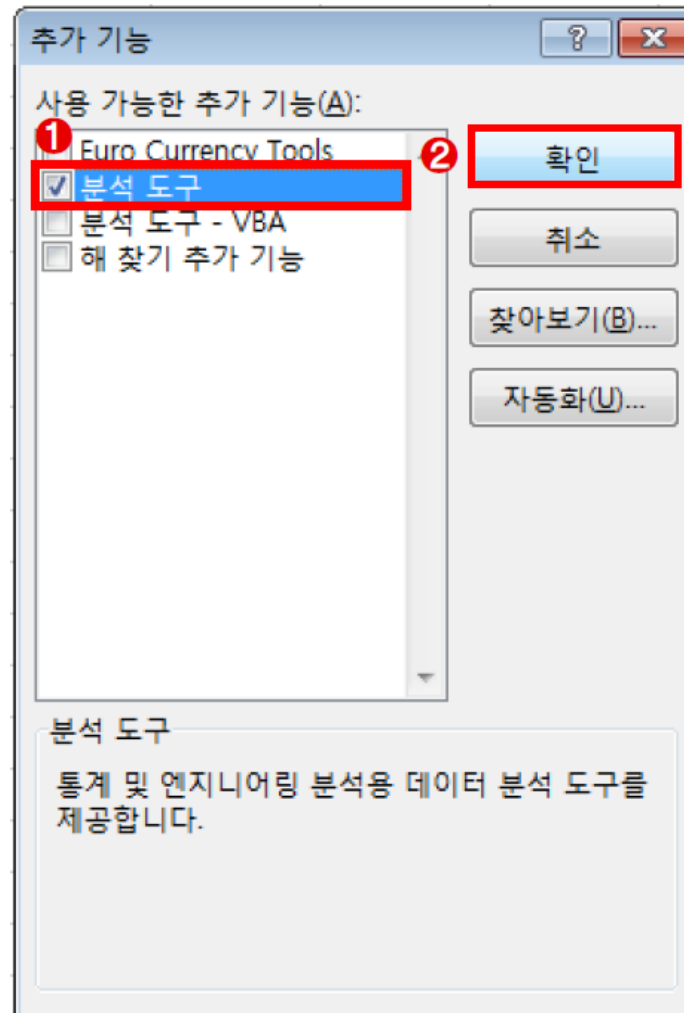 추가 기능
사용 가능한 추가 기능(A):
❶ Euro Currency Tools
분석 도구
분석 도구 - VBA
해 찾기 추가 기능
❷ 확인
취소
찾아보기(B)...
자동화(U)...
분석 도구
통계 및 엔지니어링 분석용 데이터 분석 도구를
제공합니다.